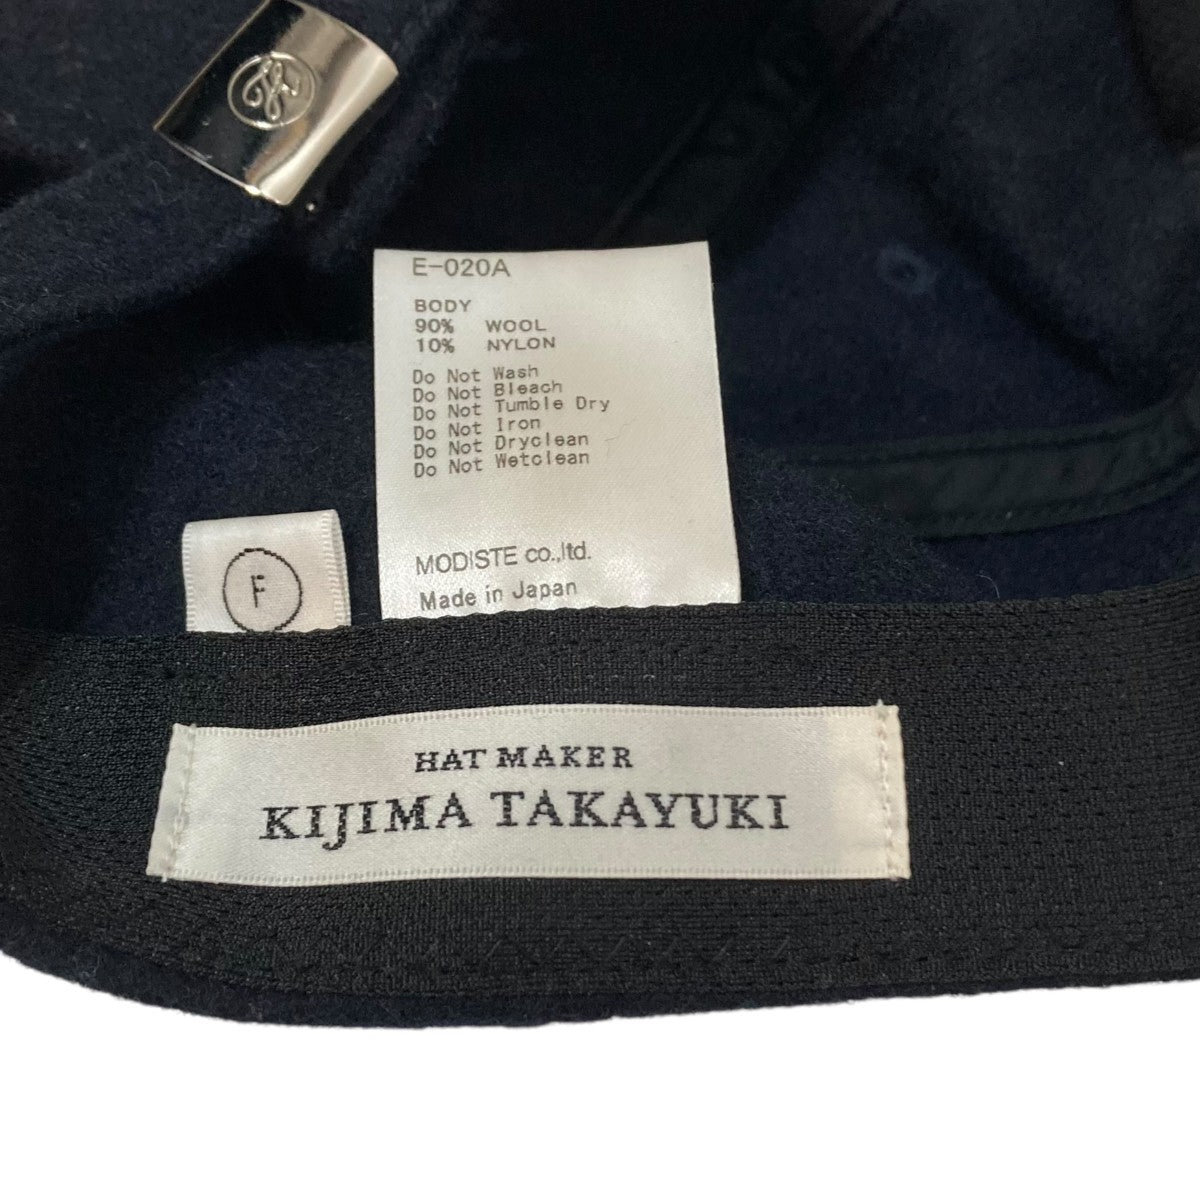 E-020A
BODY
90% WOOL
10% NYLON
Do Not Wash
Do Not Bleach
Do Not Tumble Dry
Do Not Iron
Do Not Dryclean
Do Not Wetclean
MODISTE co.,ltd.
Made in Japan
F
HAT MAKER
KIJIMA TAKAYUKI